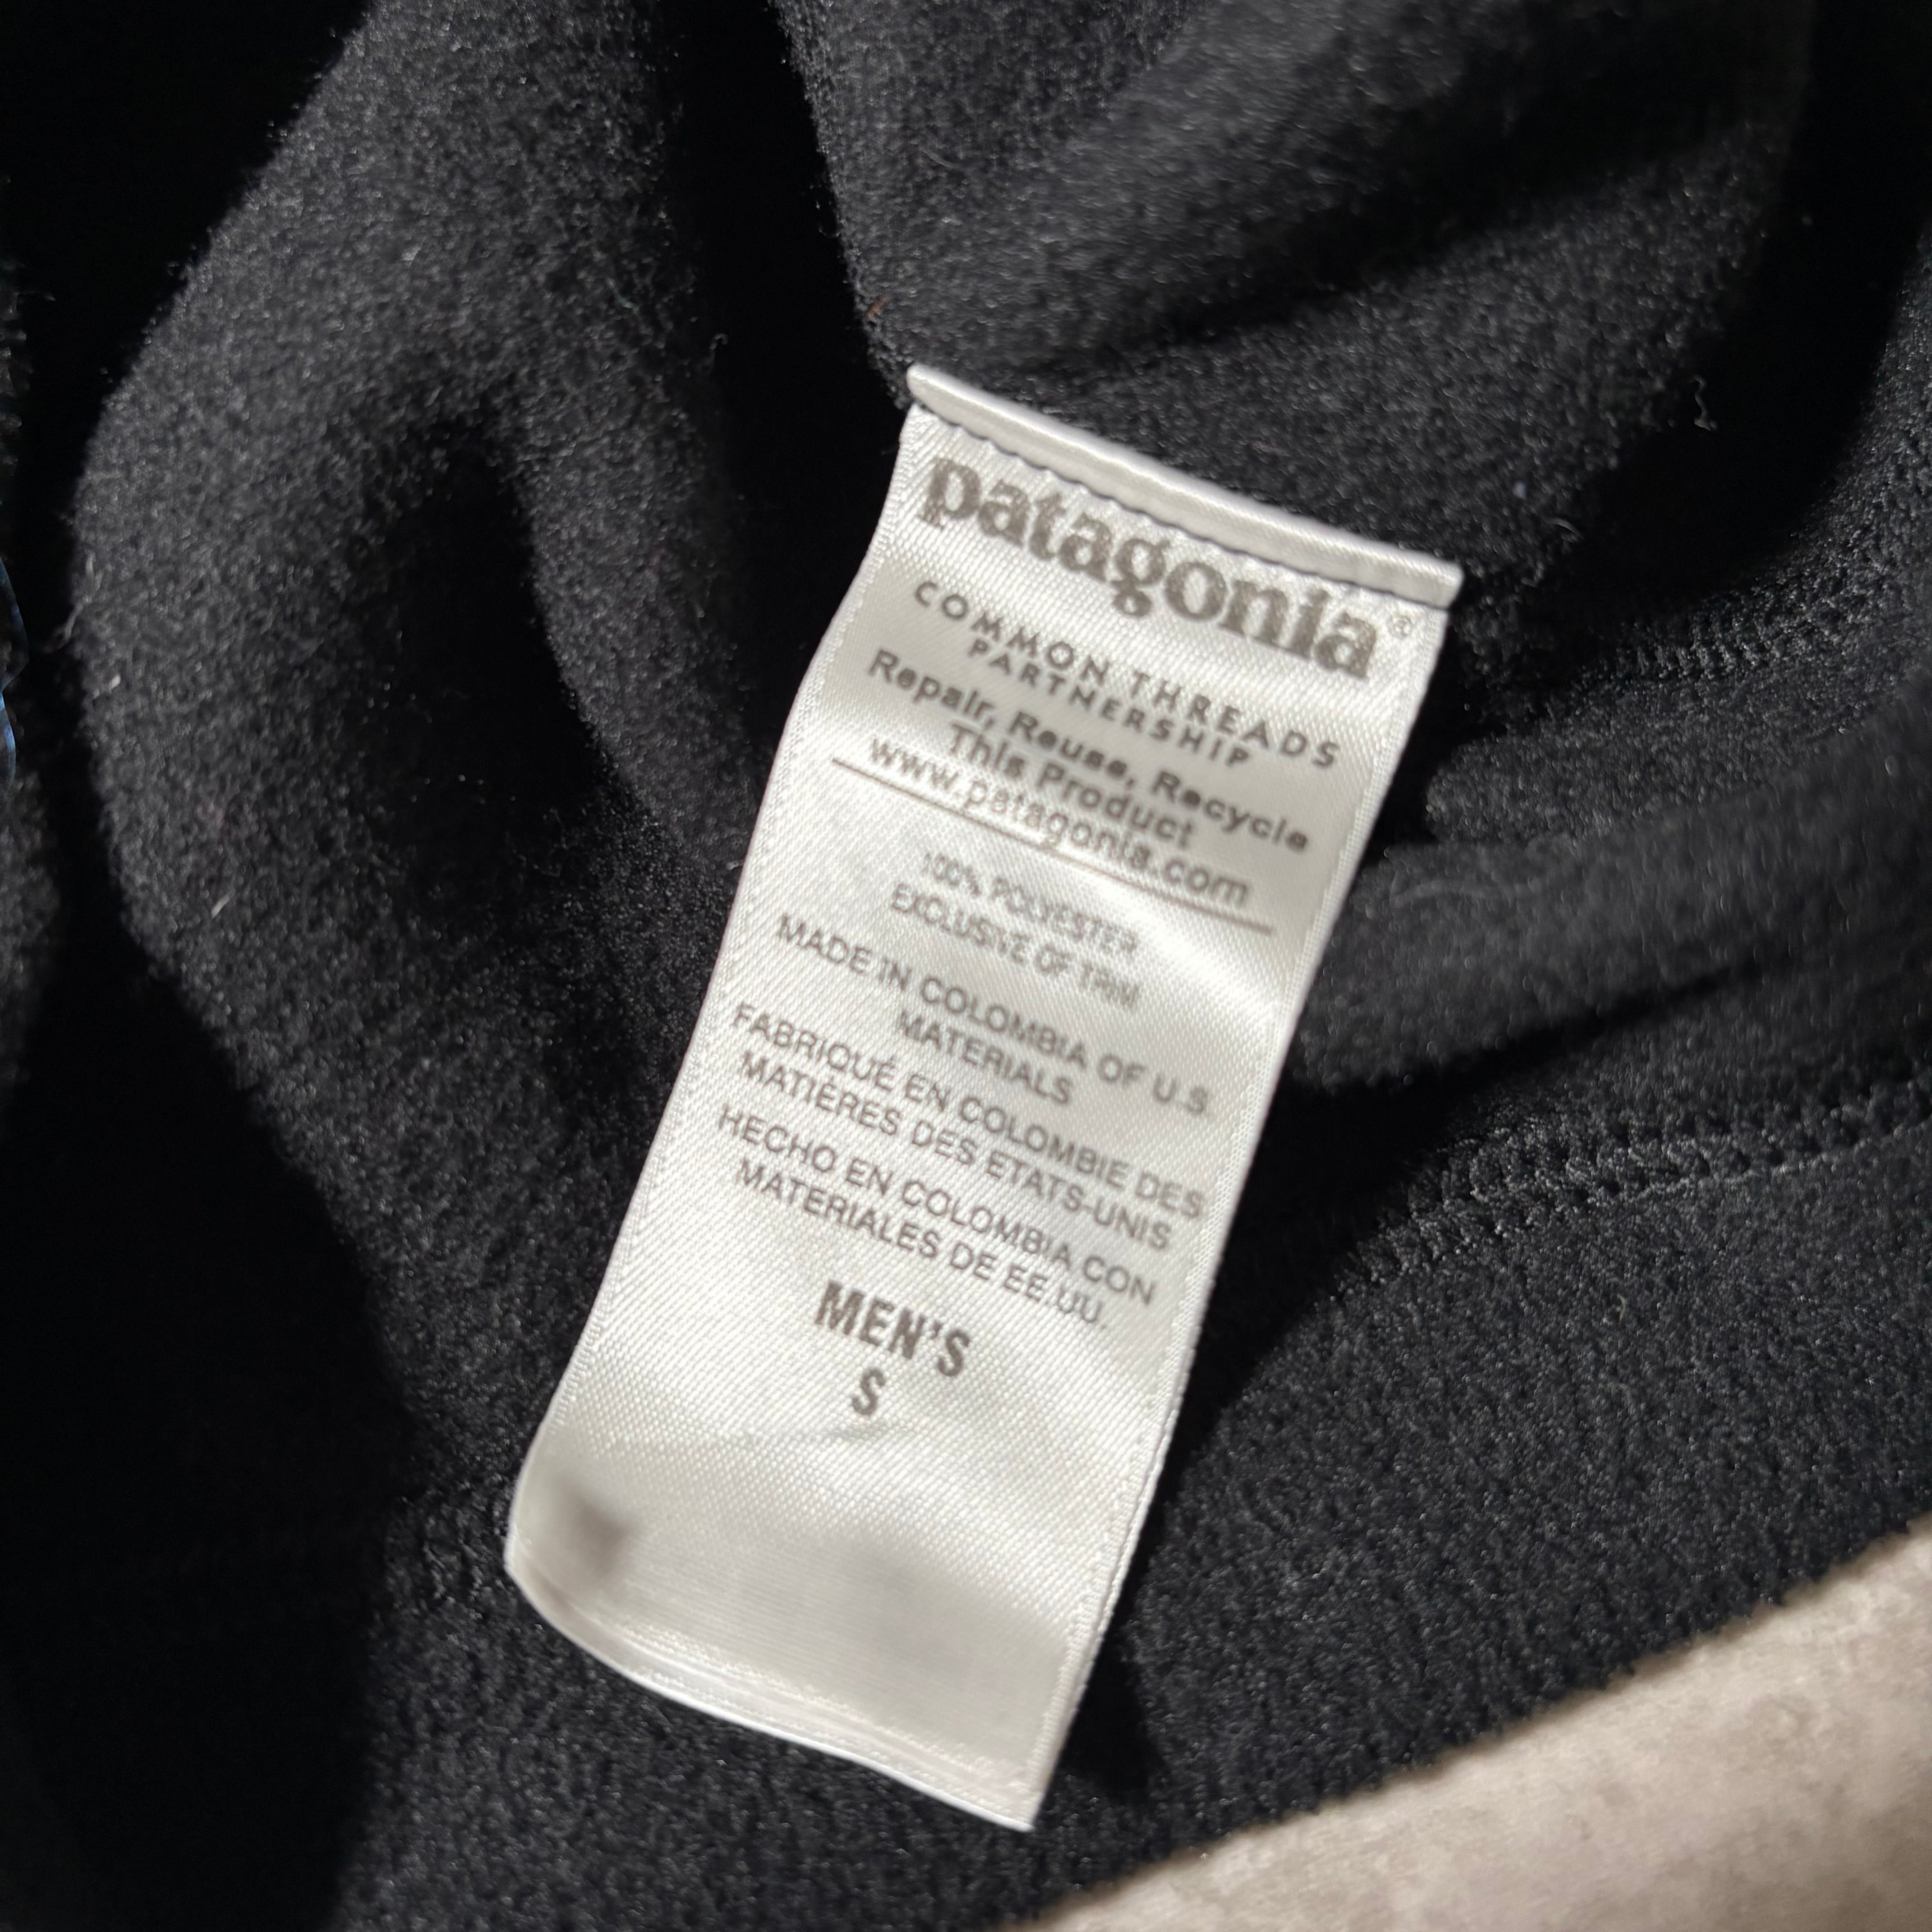 patagonia®
COMMON THREADS
PARTNERSHIP
Repair, Reuse, Recycle
This Product
www.patagonia.com
100% POLYESTER
EXCLUSIVE OF TRIM
MADE IN COLOMBIA OF U.S.
MATERIALS
FABRIQUÉ EN COLOMBIE DES
MATIÈRES DES ETATS-UNIS
HECHO EN COLOMBIA CON
MATERIALES DE EE.UU.
MEN'S
S